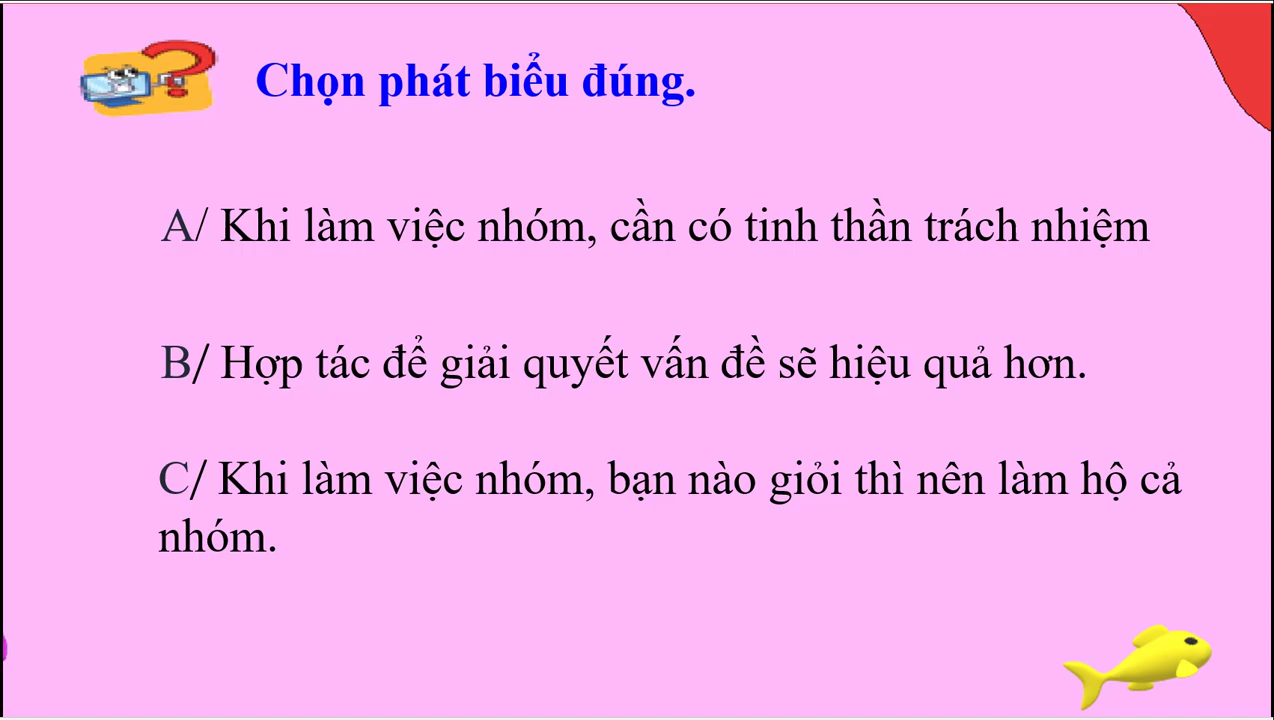 Chọn phát biểu đúng.
A/ Khi làm việc nhóm, cần có tinh thần trách nhiệm
B/ Hợp tác để giải quyết vấn đề sẽ hiệu quả hơn.
C/ Khi làm việc nhóm, bạn nào giỏi thì nên làm hộ cả
nhóm.